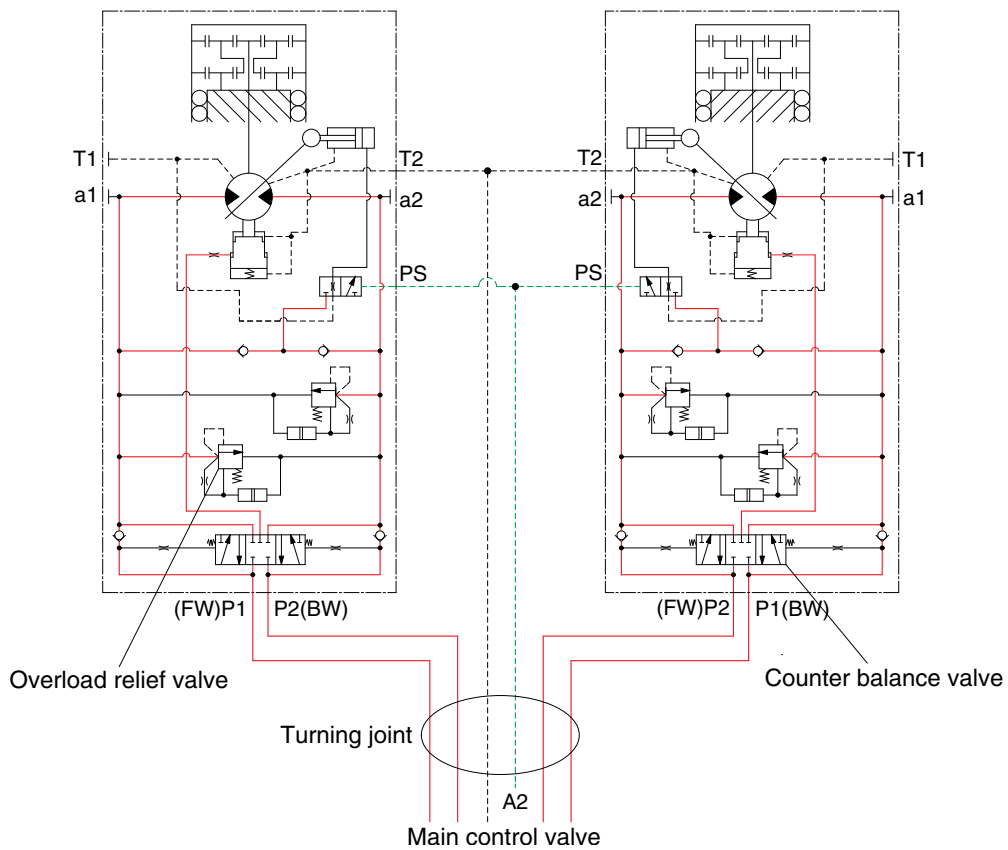 T1
T2
T2
T1
a1
a2
a2
a1
PS
PS
(FW)P1
P2(BW)
(FW)P2
P1(BW)
Overload relief valve
Counter balance valve
Turning joint
A2
Main control valve